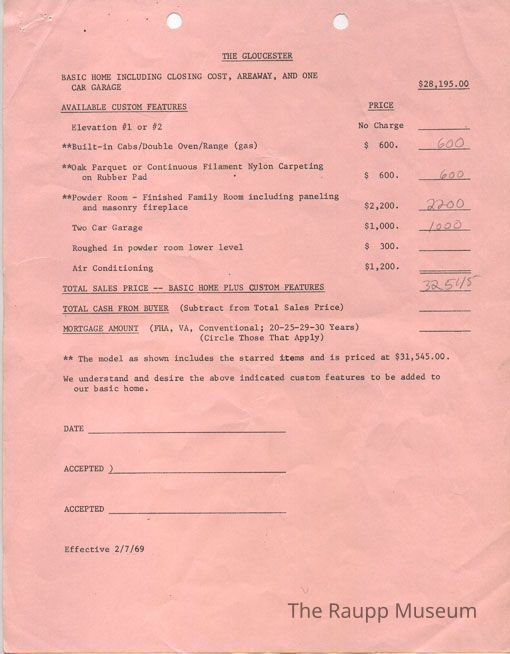 THE GLOUCESTER
BASIC HOME INCLUDING CLOSING COST, AREAWAY, AND ONE
CAR GARAGE $28,195.00
AVAILABLE CUSTOM FEATURES PRICE
Elevation #1 or #2 No Charge
**Built-in Cabs/Double Oven/Range (gas) $ 600. 600
**Oak Parquet or Continuous Filament Nylon Carpeting
on Rubber Pad $ 600. 600
**Powder Room - Finished Family Room including paneling
and masonry fireplace $2,200. 2200
Two Car Garage $1,000. 1000
Roughed in powder room lower level $ 300.
Air Conditioning $1,200.
TOTAL SALES PRICE -- BASIC HOME PLUS CUSTOM FEATURES 32545
TOTAL CASH FROM BUYER (Subtract from Total Sales Price)
MORTGAGE AMOUNT (FHA, VA, Conventional; 20-25-29-30 Years)
(Circle Those That Apply)
** The model as shown includes the starred items and is priced at $31,545.00.
We understand and desire the above indicated custom features to be added to
our basic home.
DATE
ACCEPTED )
ACCEPTED
Effective 2/7/69
The Raupp Museum